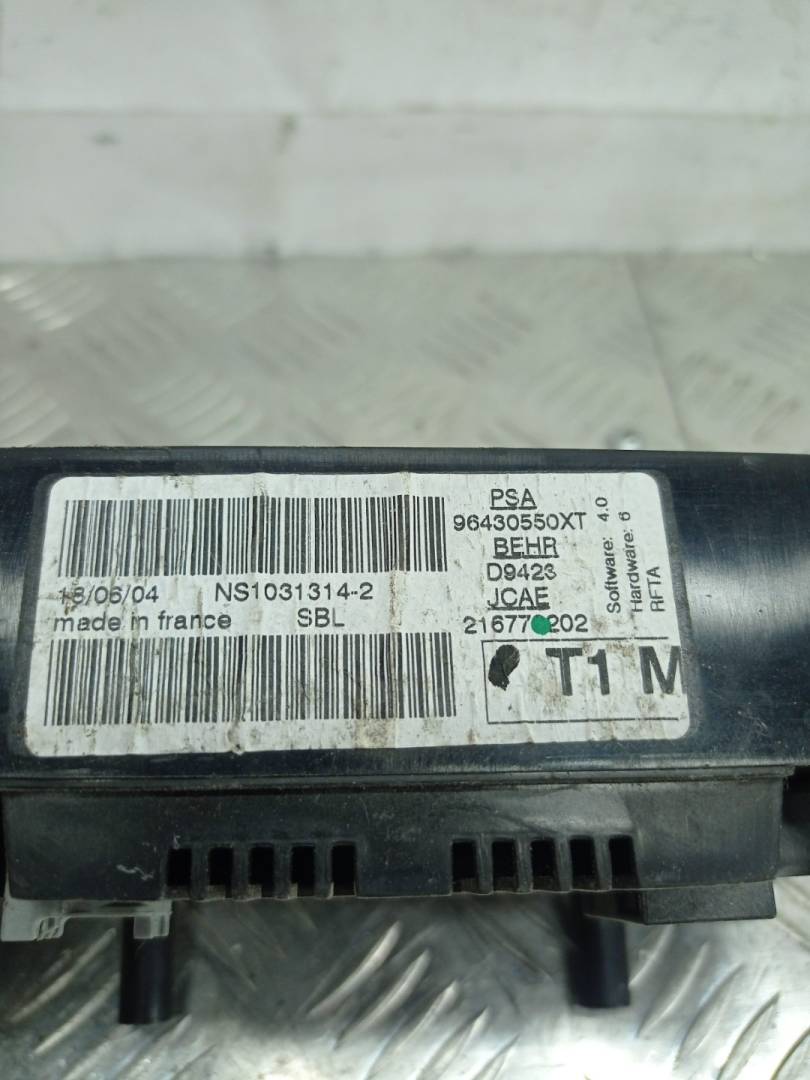 18/06/04 NS1031314-2
made in france SBL
PSA
96430550XT
BEHR
D9423
JCAE
T1 M
Software: 4.0
Hardware: 6
RFTA